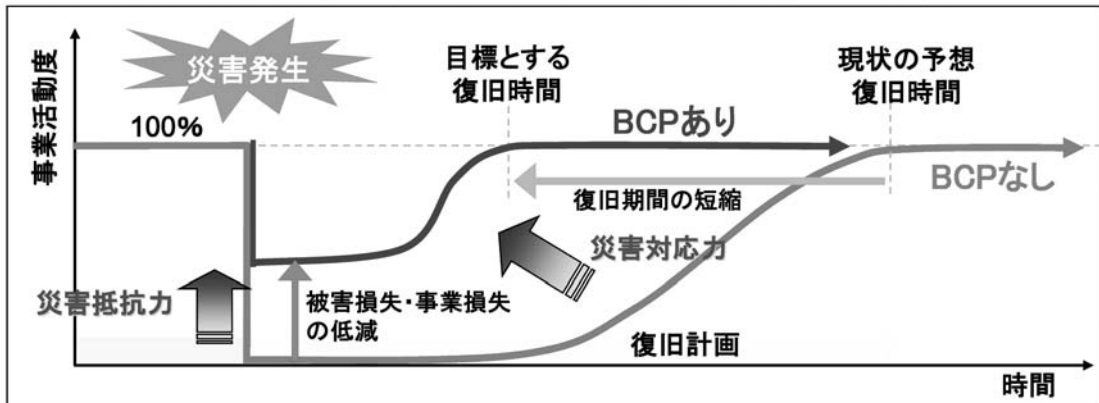 事業活動度
災害発生
100%
目標とする
復旧時間
現状の予想
復旧時間
BCPあり
BCPなし
復旧期間の短縮
災害対応力
災害抵抗力
被害損失・事業損失
の低減
復旧計画
時間